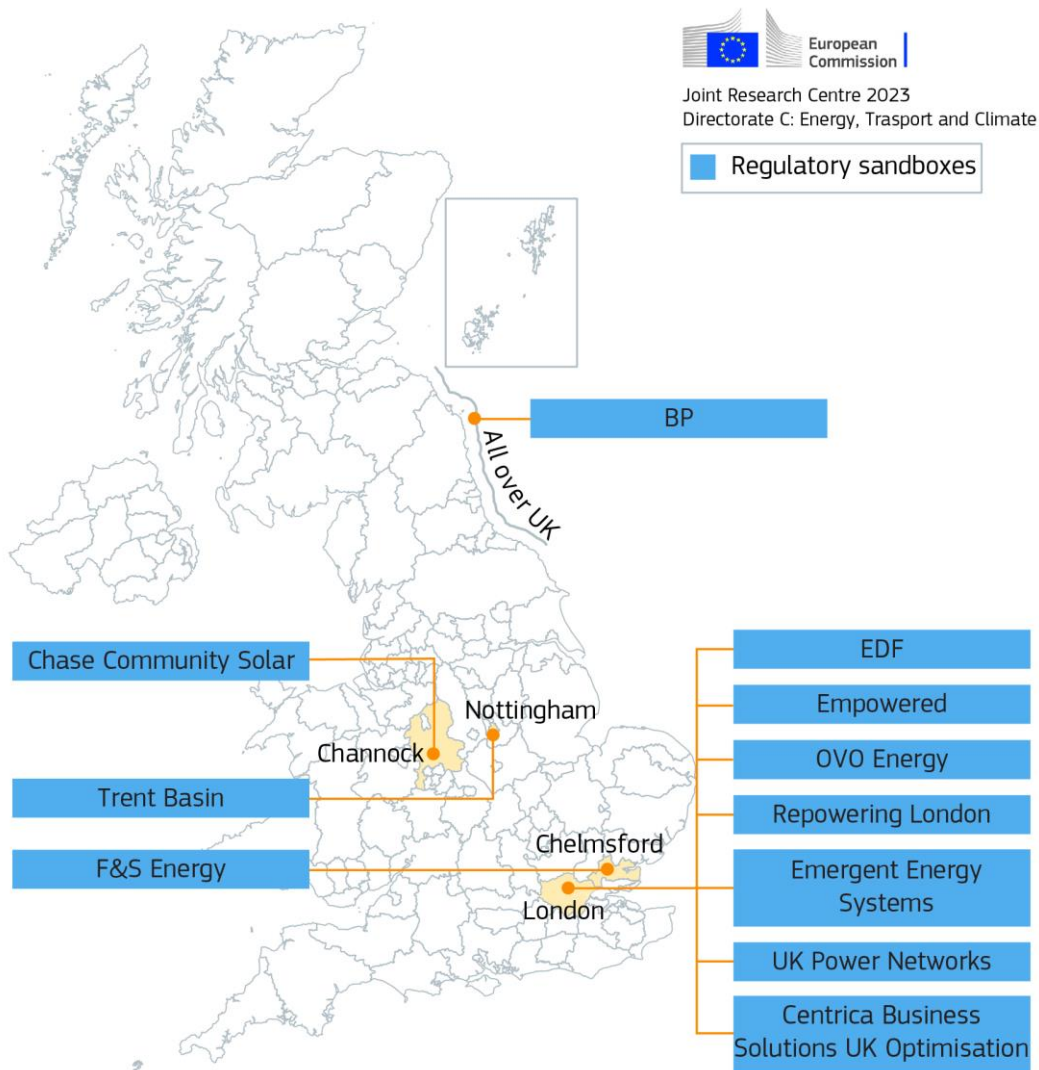 European
Commission
Joint Research Centre 2023
Directorate C: Energy, Trasport and Climate
Regulatory sandboxes
BP
All over UK
Chase Community Solar
Nottingham
Channock
Trent Basin
F&S Energy
Chelmsford
London
EDF
Empowered
OVO Energy
Repowering London
Emergent Energy
Systems
UK Power Networks
Centrica Business
Solutions UK Optimisation